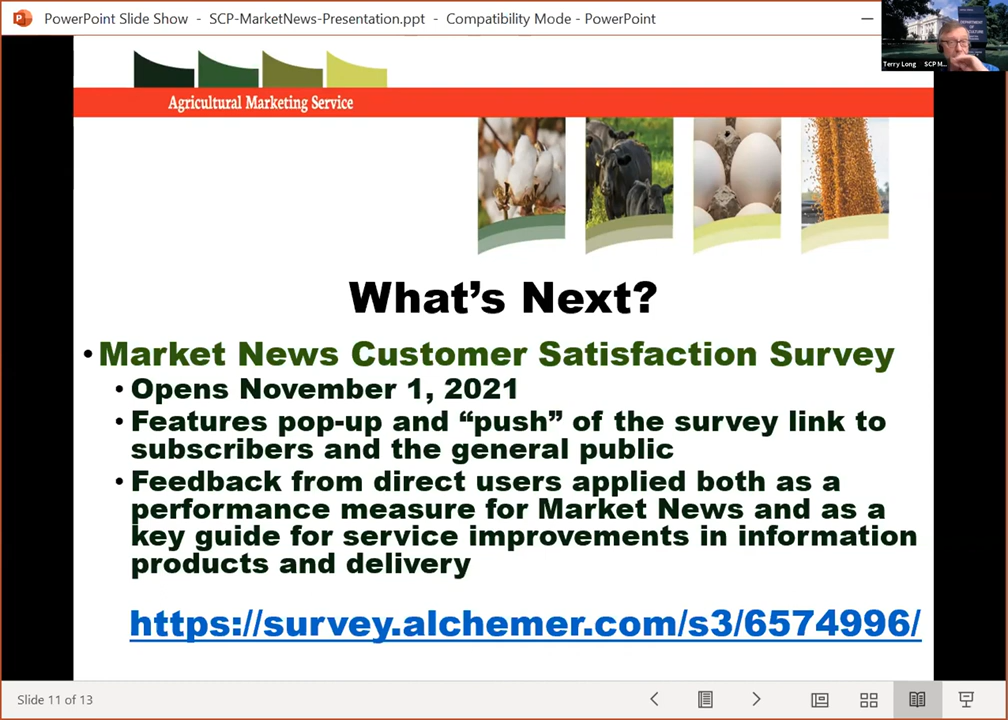 PowerPoint Slide Show - SCP-MarketNews-Presentation.ppt - Compatibility Mode - PowerPoint
Terry Long SCP M...
Agricultural Marketing Service
What's Next?
• Market News Customer Satisfaction Survey
• Opens November 1, 2021
• Features pop-up and “push” of the survey link to
subscribers and the general public
• Feedback from direct users applied both as a
performance measure for Market News and as a
key guide for service improvements in information
products and delivery
https://survey.alchemer.com/s3/6574996/
Slide 11 of 13